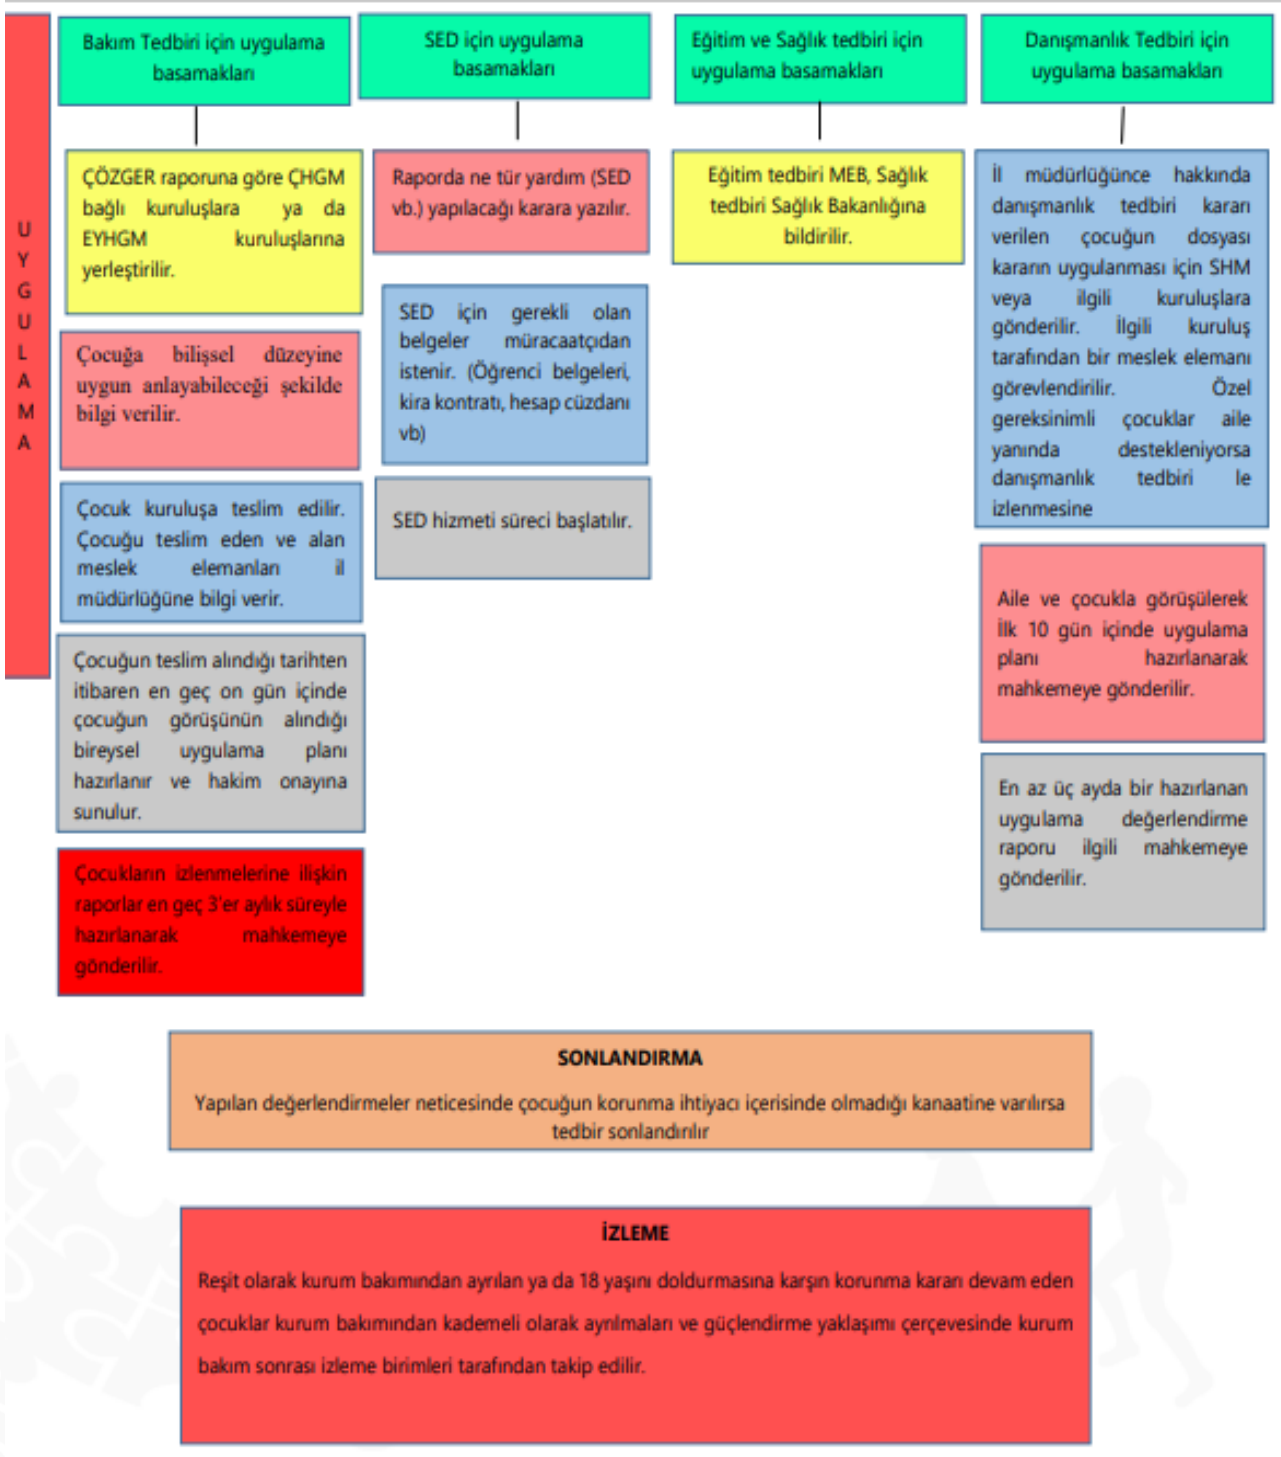 U
Y
G
U
L
A
M
A
Bakım Tedbiri için uygulama
basamakları
ÇÖZGER raporuna göre ÇHGM
bağlı kuruluşlara ya da
EYHGM kuruluşlarına
yerleştirilir.
Çocuğa bilişsel düzeyine
uygun anlayabileceği şekilde
bilgi verilir.
Çocuk kuruluşa teslim edilir.
Çocuğu teslim eden ve alan
meslek elemanları il
müdürlüğüne bilgi verir.
Çocuğun teslim alındığı tarihten
itibaren en geç on gün içinde
çocuğun görüşünün alındığı
bireysel uygulama planı
hazırlanır ve hakim onayına
sunulur.
Çocukların izlenmelerine ilişkin
raporlar en geç 3'er aylık süreyle
hazırlanarak mahkemeye
gönderilir.
SED için uygulama
basamakları
Raporda ne tür yardım (SED
vb.) yapılacağı karara yazılır.
SED için gerekli olan
belgeler müracaatçıdan
istenir. (Öğrenci belgeleri,
kira kontratı, hesap cüzdanı
vb)
SED hizmeti süreci başlatılır.
Eğitim ve Sağlık tedbiri için
uygulama basamakları
Eğitim tedbiri MEB, Sağlık
tedbiri Sağlık Bakanlığına
bildirilir.
Danışmanlık Tedbiri için
uygulama basamakları
İl müdürlüğünce hakkında
danışmanlık tedbiri kararı
verilen çocuğun dosyası
kararın uygulanması için SHM
veya ilgili kuruluşlara
gönderilir. İlgili kuruluş
tarafından bir meslek elemanı
görevlendirilir. Özel
gereksinimli çocuklar aile
yanında destekleniyorsa
danışmanlık tedbiri le
izlenmesine
Aile ve çocukla görüşülerek
İlk 10 gün içinde uygulama
planı hazırlanarak
mahkemeye gönderilir.
En az üç ayda bir hazırlanan
uygulama değerlendirme
raporu ilgili mahkemeye
gönderilir.
SONLANDIRMA
Yapılan değerlendirmeler neticesinde çocuğun korunma ihtiyacı içerisinde olmadığı kanaatine varılırsa
tedbir sonlandırılır
İZLEME
Reşit olarak kurum bakımından ayrılan ya da 18 yaşını doldurmasına karşın korunma kararı devam eden
çocuklar kurum bakımından kademeli olarak ayrılmaları ve güçlendirme yaklaşımı çerçevesinde kurum
bakım sonrası izleme birimleri tarafından takip edilir.